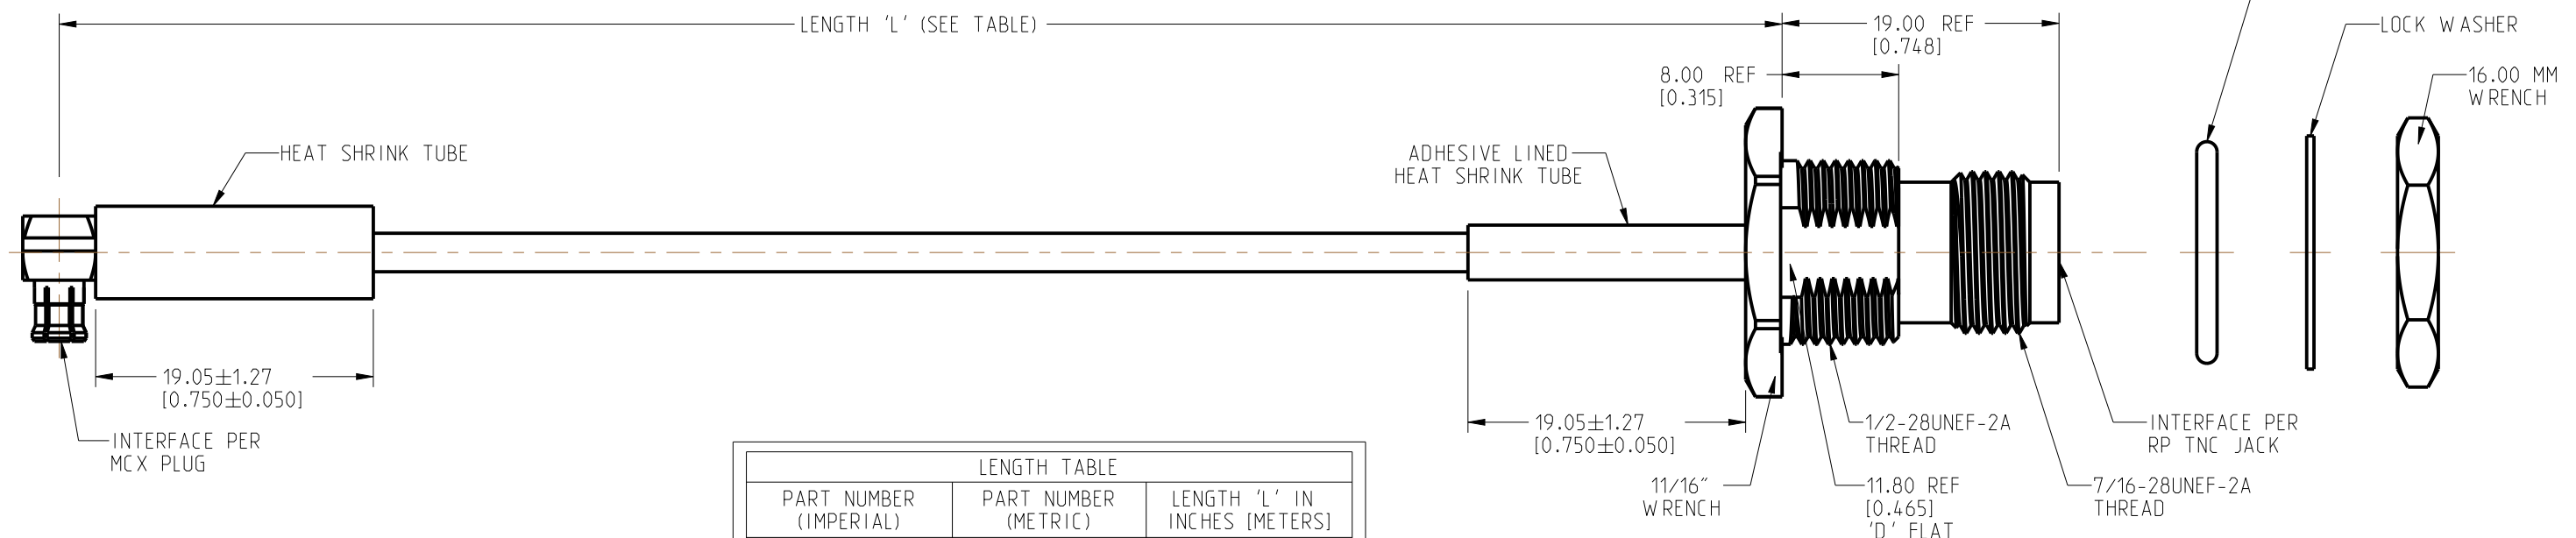 LENGTH 'L' (SEE TABLE)
19.00 REF
[0.748]
LOCK WASHER
8.00 REF
[0.315]
16.00 MM
WRENCH
HEAT SHRINK TUBE
ADHESIVE LINED
HEAT SHRINK TUBE
19.05±1.27
[0.750±0.050]
INTERFACE PER
MCX PLUG
19.05±1.27
[0.750±0.050]
1/2-28UNEF-2A
THREAD
INTERFACE PER
RP TNC JACK
11/16"
WRENCH
11.80 REF
[0.465]
'D' FLAT
7/16-28UNEF-2A
THREAD
LENGTH TABLE
PART NUMBER
(IMPERIAL)
PART NUMBER
(METRIC)
LENGTH 'L' IN
INCHES [METERS]